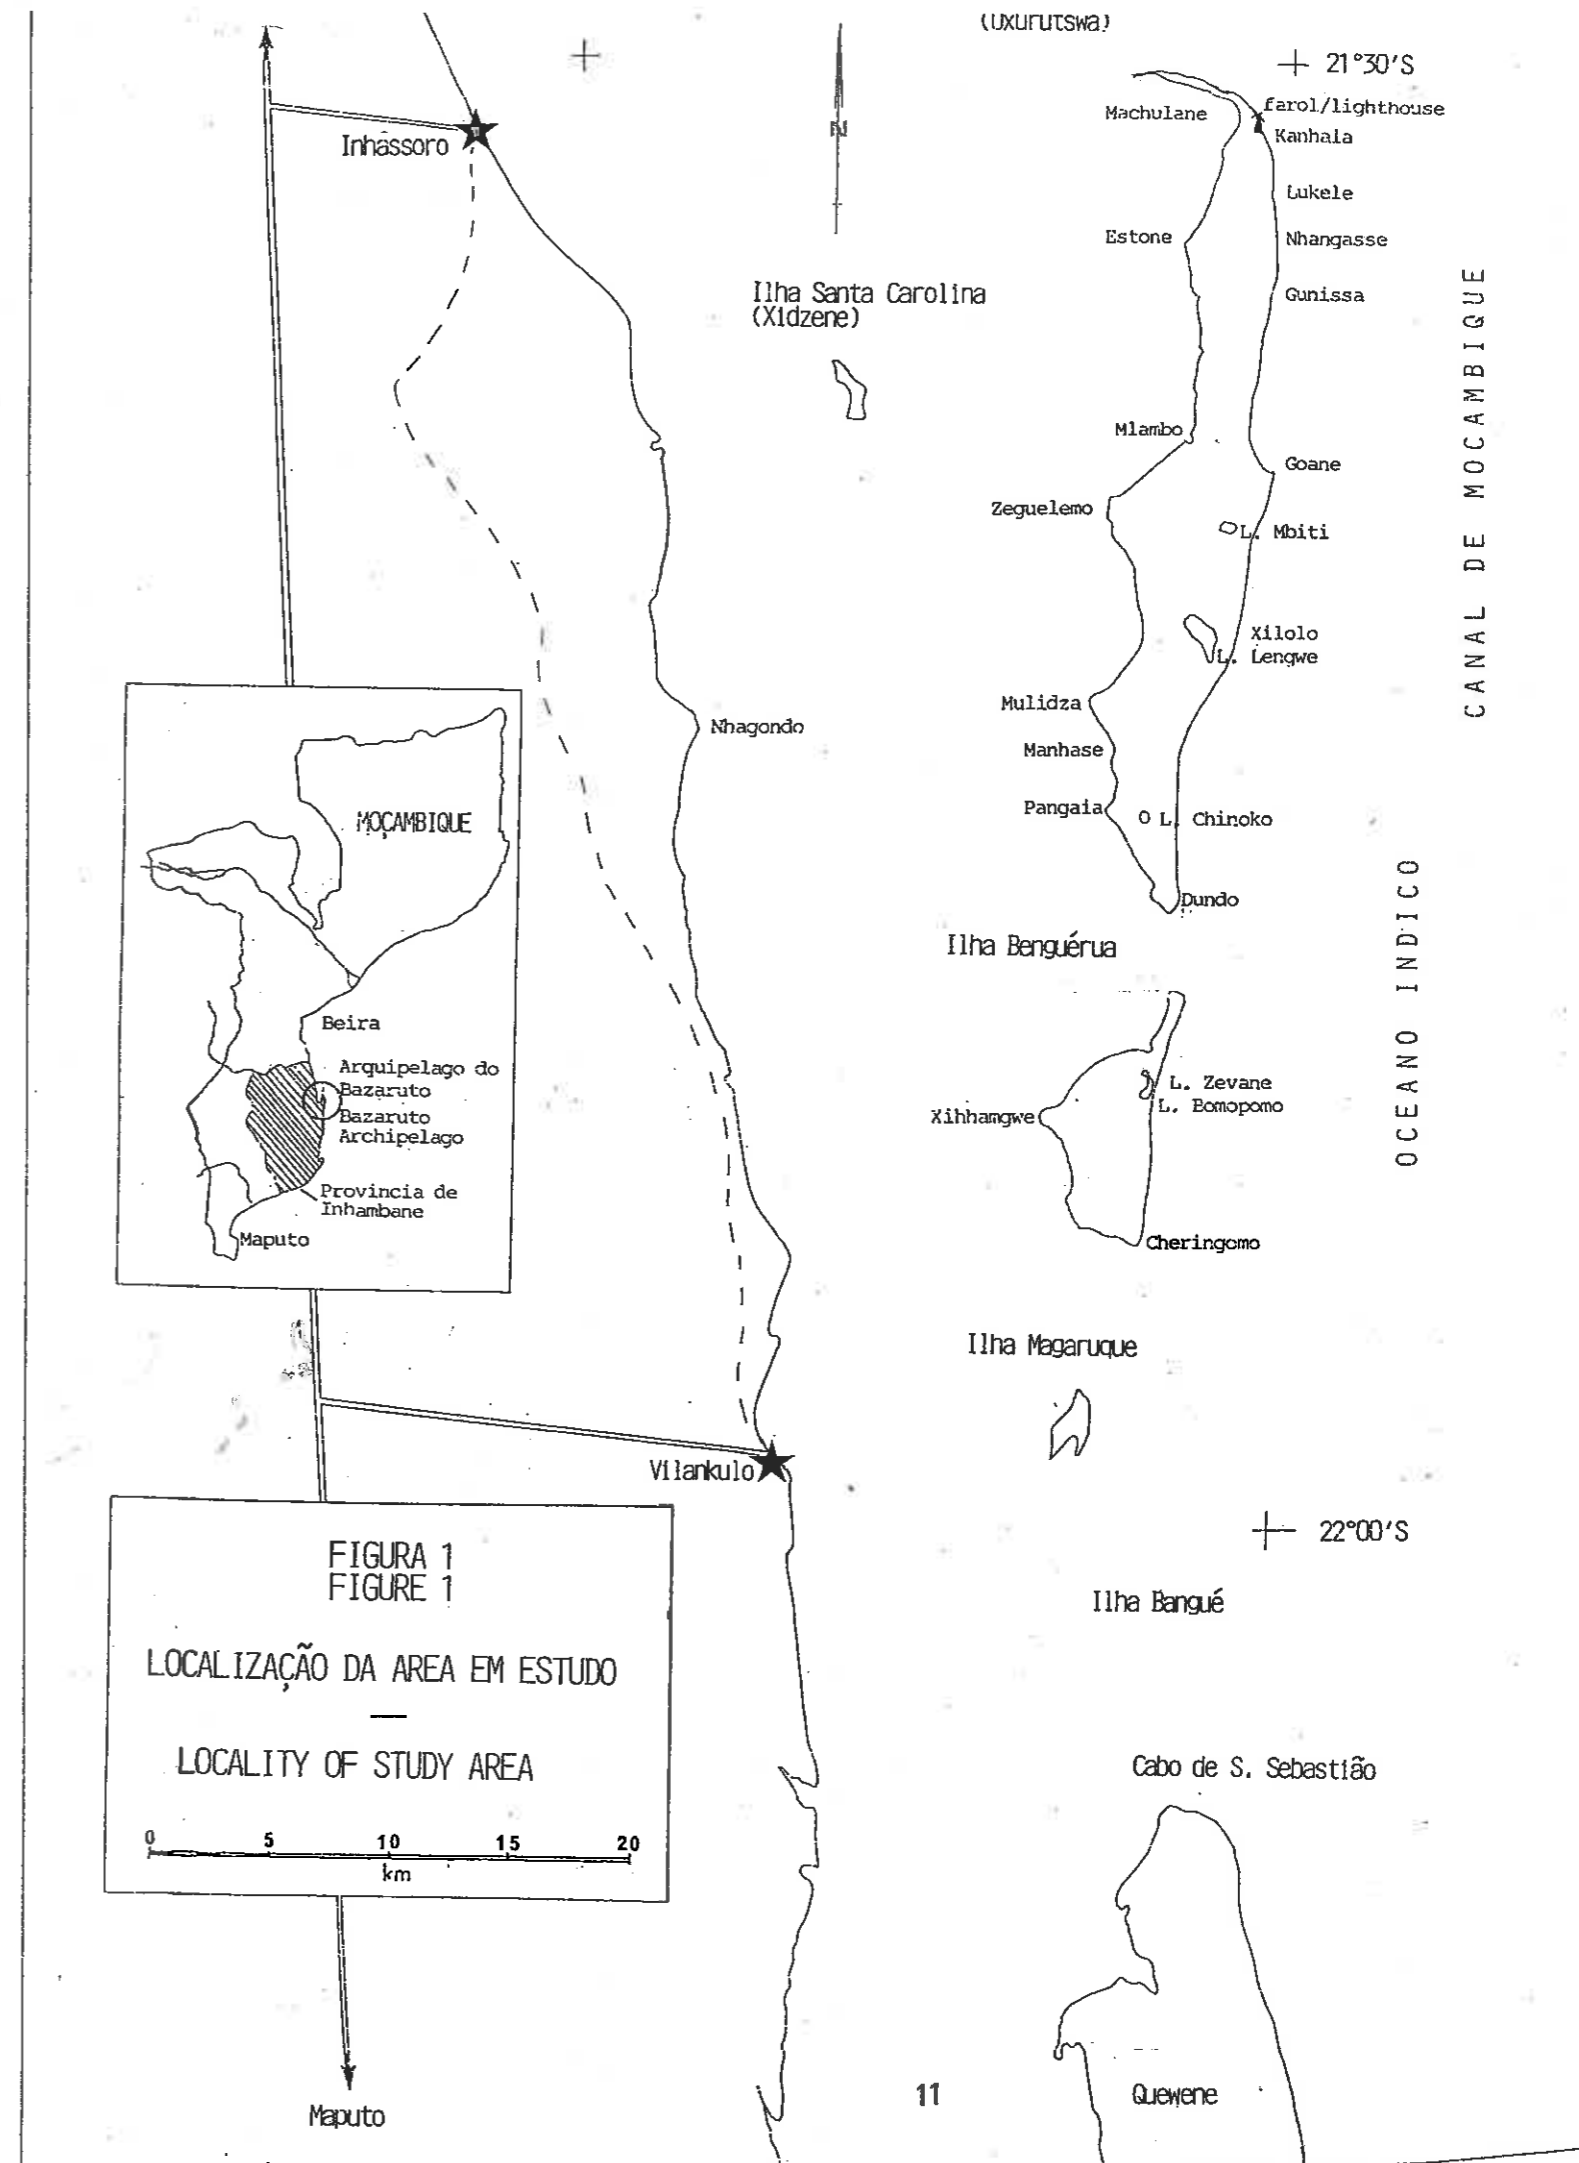 (Uxurutswa)
21°30'S
farol/lighthouse
Machulane
Kanhala
Inhassoro
N
Lukele
Estone
Nhangasse
Ilha Santa Carolina
(Xidzene)
Gunissa
CANAL DE MOCAMBIQUE
Mlambo
Goane
Zeguelemo
L. Mbiti
Xilolo
L. Lengwe
Mulidza
Nhagondo
Manhase
Pangaia
L. Chinoko
MOÇAMBIQUE
Dundo
Ilha Benguérua
OCEANO INDICO
Beira
Arquipelago do
Bazaruto
Bazaruto
Archipelago
L. Zevane
L. Bomopomo
Xihhamgwe
Provincia de
Inhambane
Maputo
Cheringomo
Ilha Magaruque
Vilankulo
22°00'S
FIGURA 1
FIGURE 1
Ilha Bangué
LOCALIZAÇÃO DA AREA EM ESTUDO
LOCALITY OF STUDY AREA
Cabo de S. Sebastião
0 5 10 15 20
km
11
Quewene
Maputo